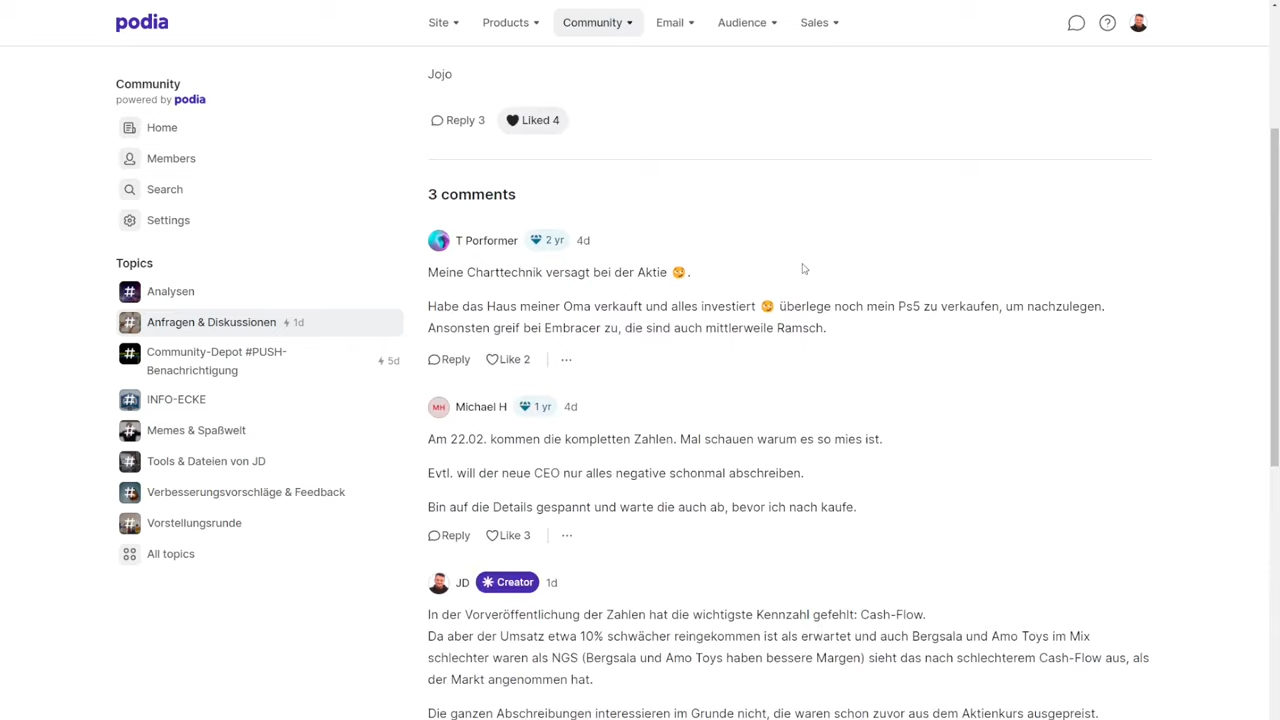 podia
Site
Products
Community
Email
Audience
Sales
Community
powered by podia
Home
Members
Search
Settings
Topics
Analysen
Anfragen & Diskussionen 1d
Community-Depot #PUSH-
Benachrichtigung
5d
INFO-ECKE
Memes & Spaßwelt
Tools & Dateien von JD
Verbesserungsvorschläge & Feedback
Vorstellungsrunde
All topics
Jojo
Reply 3 Liked 4
3 comments
T Porformer 2 yr 4d
Meine Charttechnik versagt bei der Aktie 😏.
Habe das Haus meiner Oma verkauft und alles investiert 😏 überlege noch mein Ps5 zu verkaufen, um nachzulegen.
Ansonsten greif bei Embracer zu, die sind auch mittlerweile Ramsch.
Reply Like 2 ...
MH Michael H 1 yr 4d
Am 22.02. kommen die kompletten Zahlen. Mal schauen warum es so mies ist.
Evtl. will der neue CEO nur alles negative schonmal abschreiben.
Bin auf die Details gespannt und warte die auch ab, bevor ich nach kaufe.
Reply Like 3 ...
JD Creator 1d
In der Vorveröffentlichung der Zahlen hat die wichtigste Kennzahl gefehlt: Cash-Flow.
Da aber der Umsatz etwa 10% schwächer reingekommen ist als erwartet und auch Bergsala und Amo Toys im Mix
schlechter waren als NGS (Bergsala und Amo Toys haben bessere Margen) sieht das nach schlechterem Cash-Flow aus, als
der Markt angenommen hat.
Die ganzen Abschreibungen interessieren im Grunde nicht, die waren schon zuvor aus dem Aktienkurs ausgepreist.